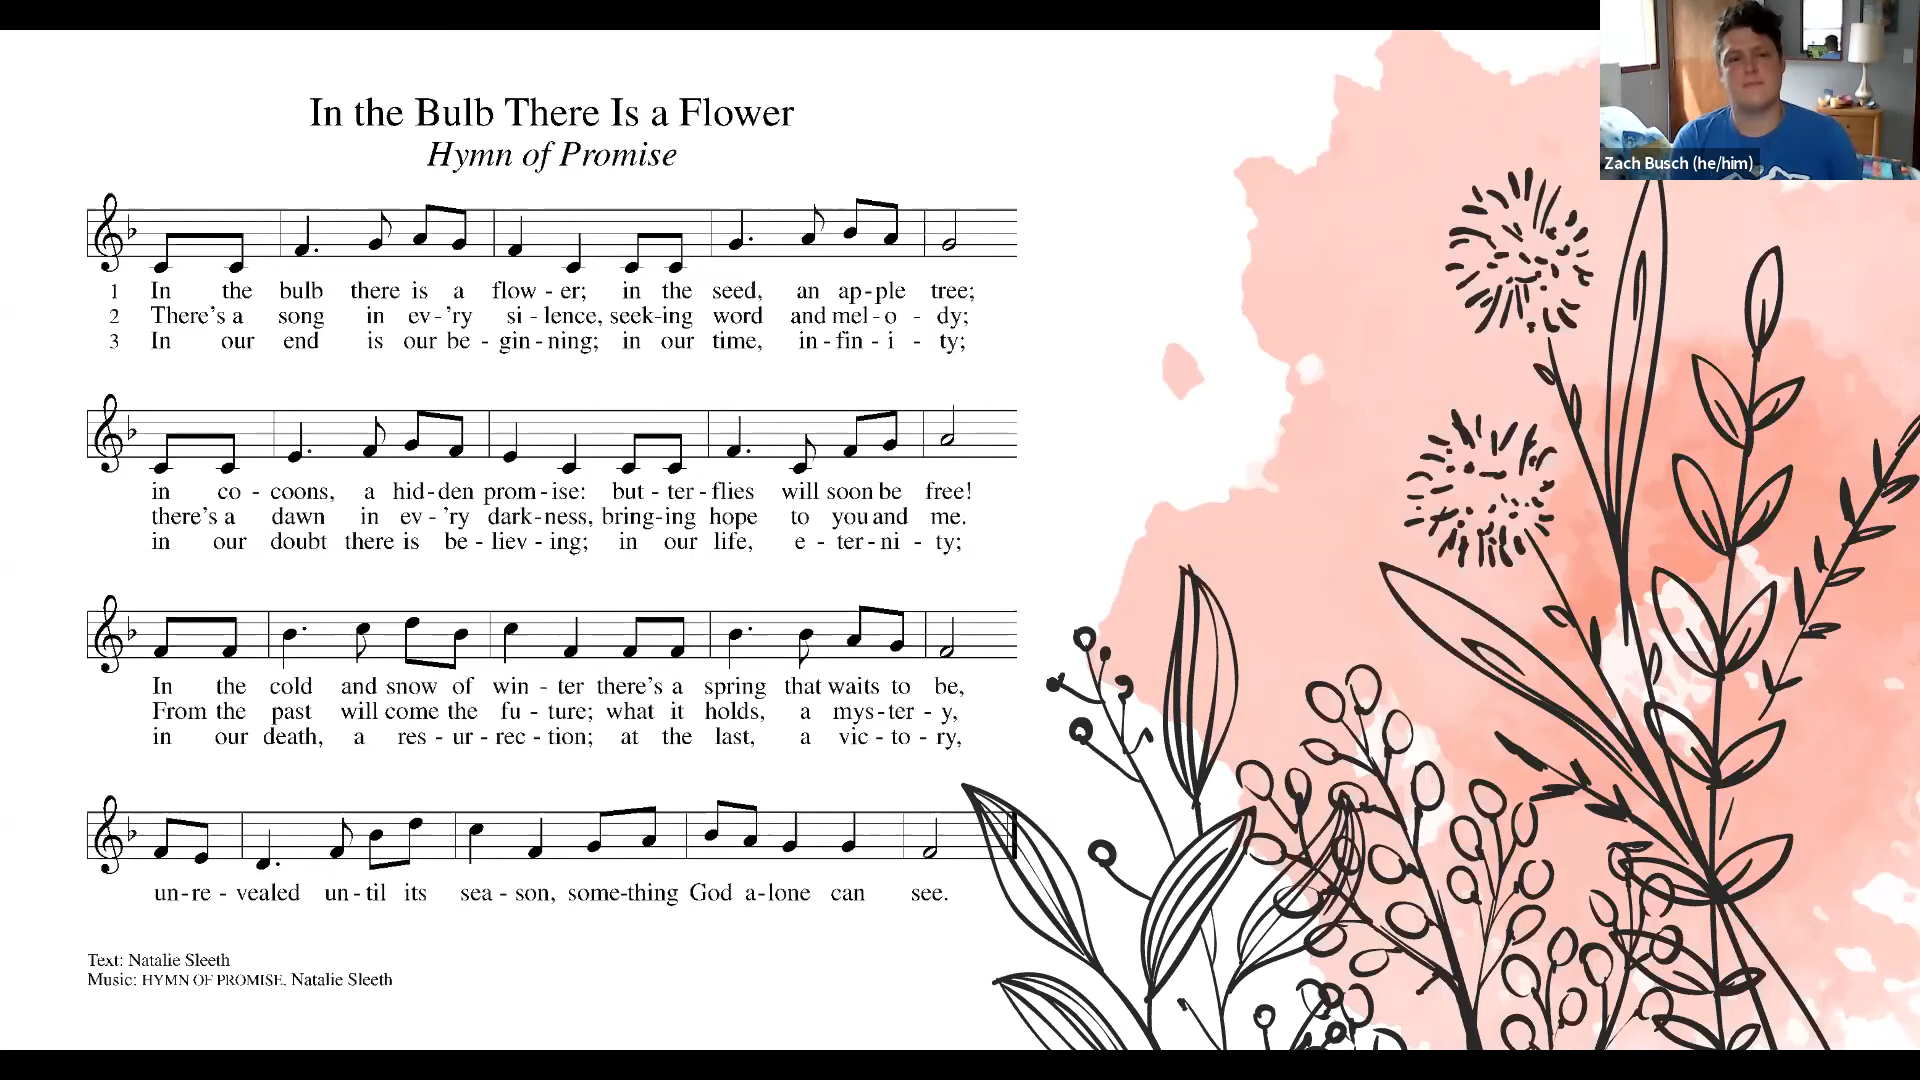 In the Bulb There Is a Flower
Hymn of Promise
1 In the bulb there is a flow - er; in the seed, an ap - ple tree;
2 There's a song in ev - 'ry si - lence, seek - ing word and mel - o - dy;
3 In our end is our be - gin - ning; in our time, in - fin - i - ty;
in co - coons, a hid - den prom - ise: but - ter - flies will soon be free!
there's a dawn in ev - 'ry dark - ness, bring - ing hope to you and me.
in our doubt there is be - liev - ing; in our life, e - ter - ni - ty;
In the cold and snow of win - ter there's a spring that waits to be,
From the past will come the fu - ture; what it holds, a mys - ter - y,
in our death, a res - ur - rec - tion; at the last, a vic - to - ry,
un - re - vealed un - til its sea - son, some - thing God a - lone can see.
Text: Natalie Sleeth
Music: HYMN OF PROMISE, Natalie Sleeth
Zach Busch (he/him)